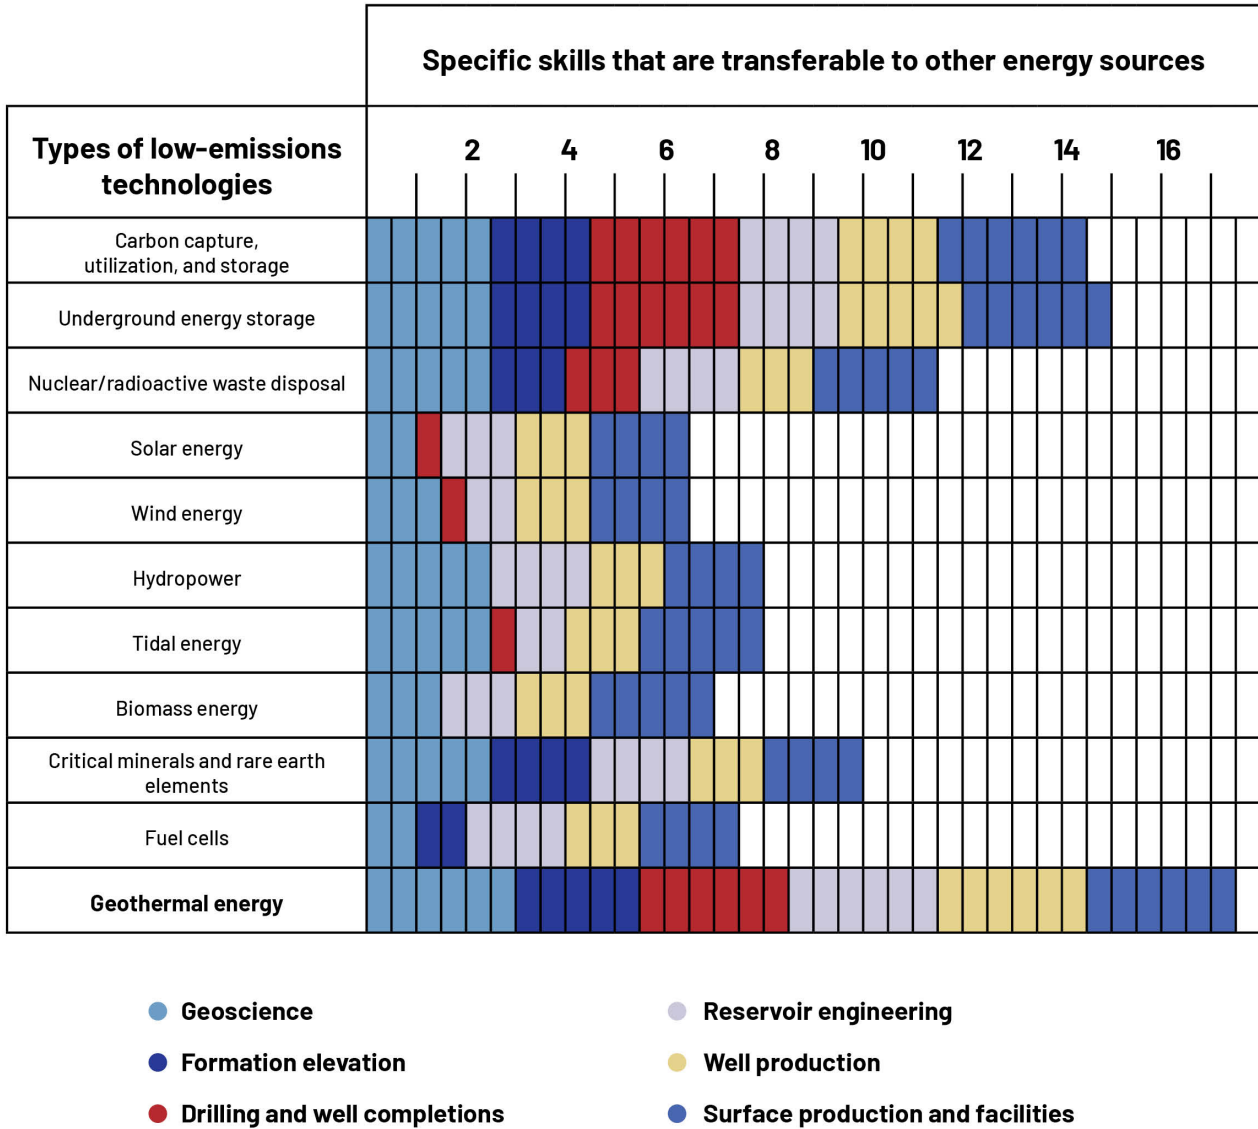 Specific skills that are transferable to other energy sources
Types of low-emissions
technologies
2 4 6 8 10 12 14 16
Carbon capture,
utilization, and storage
Underground energy storage
Nuclear/radioactive waste disposal
Solar energy
Wind energy
Hydropower
Tidal energy
Biomass energy
Critical minerals and rare earth
elements
Fuel cells
Geothermal energy
Geoscience
Formation elevation
Drilling and well completions
Reservoir engineering
Well production
Surface production and facilities